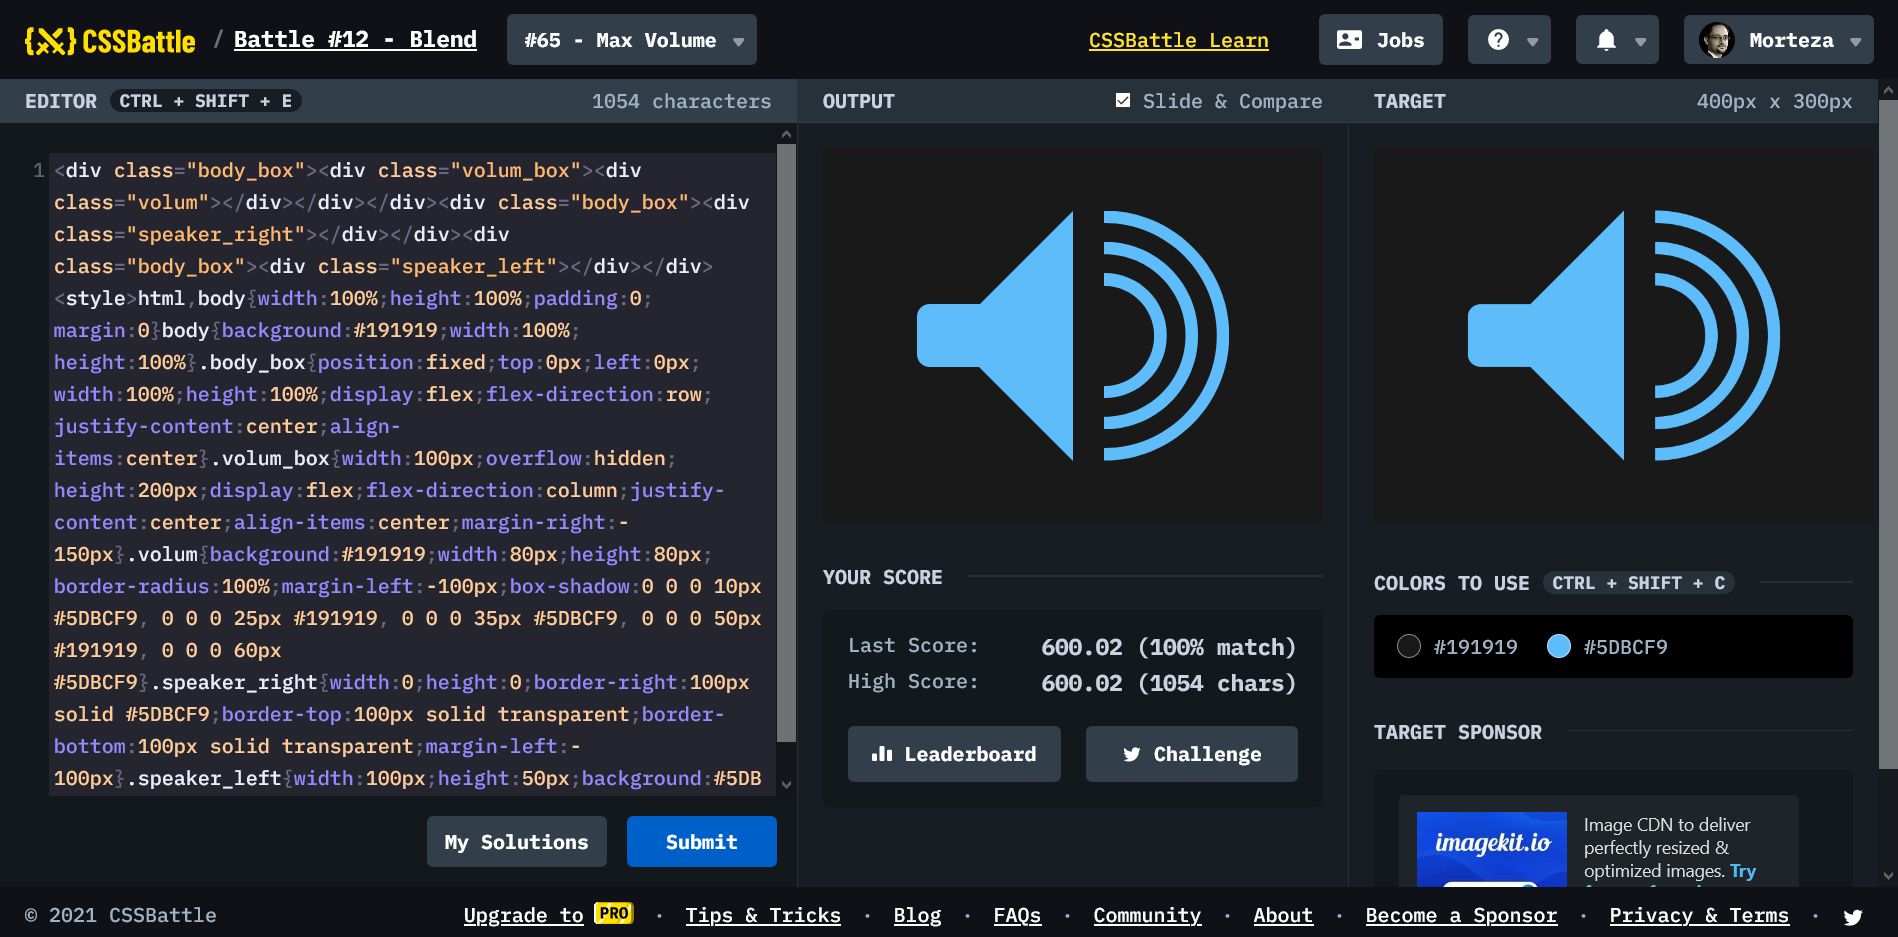 CSSBattle / Battle #12 - Blend #65 - Max Volume CSSBattle Learn Jobs Morteza
EDITOR CTRL + SHIFT + E 1054 characters
OUTPUT Slide & Compare
TARGET 400px x 300px
1 <div class="body_box"><div class="volum_box"><div
class="volum"></div></div></div><div class="body_box"><div
class="speaker_right"></div></div><div
class="body_box"><div class="speaker_left"></div></div>
<style>html,body{width:100%;height:100%;padding:0;
margin:0}body{background:#191919;width:100%;
height:100%}.body_box{position:fixed;top:0px;left:0px;
width:100%;height:100%;display:flex;flex-direction:row;
justify-content:center;align-
items:center}.volum_box{width:100px;overflow:hidden;
height:200px;display:flex;flex-direction:column;justify-
content:center;align-items:center;margin-right:-
150px}.volum{background:#191919;width:80px;height:80px;
border-radius:100%;margin-left:-100px;box-shadow:0 0 0 10px
#5DBCF9, 0 0 0 25px #191919, 0 0 0 35px #5DBCF9, 0 0 0 50px
#191919, 0 0 0 60px
#5DBCF9}.speaker_right{width:0;height:0;border-right:100px
solid #5DBCF9;border-top:100px solid transparent;border-
bottom:100px solid transparent;margin-left:-
100px}.speaker_left{width:100px;height:50px;background:#5DB
My Solutions Submit
YOUR SCORE
Last Score: 600.02 (100% match)
High Score: 600.02 (1054 chars)
Leaderboard Challenge
COLORS TO USE CTRL + SHIFT + C
#191919 #5DBCF9
TARGET SPONSOR
imagekit.io
Image CDN to deliver
perfectly resized &
optimized images. Try
© 2021 CSSBattle Upgrade to PRO · Tips & Tricks · Blog · FAQs · Community · About · Become a Sponsor · Privacy & Terms ·